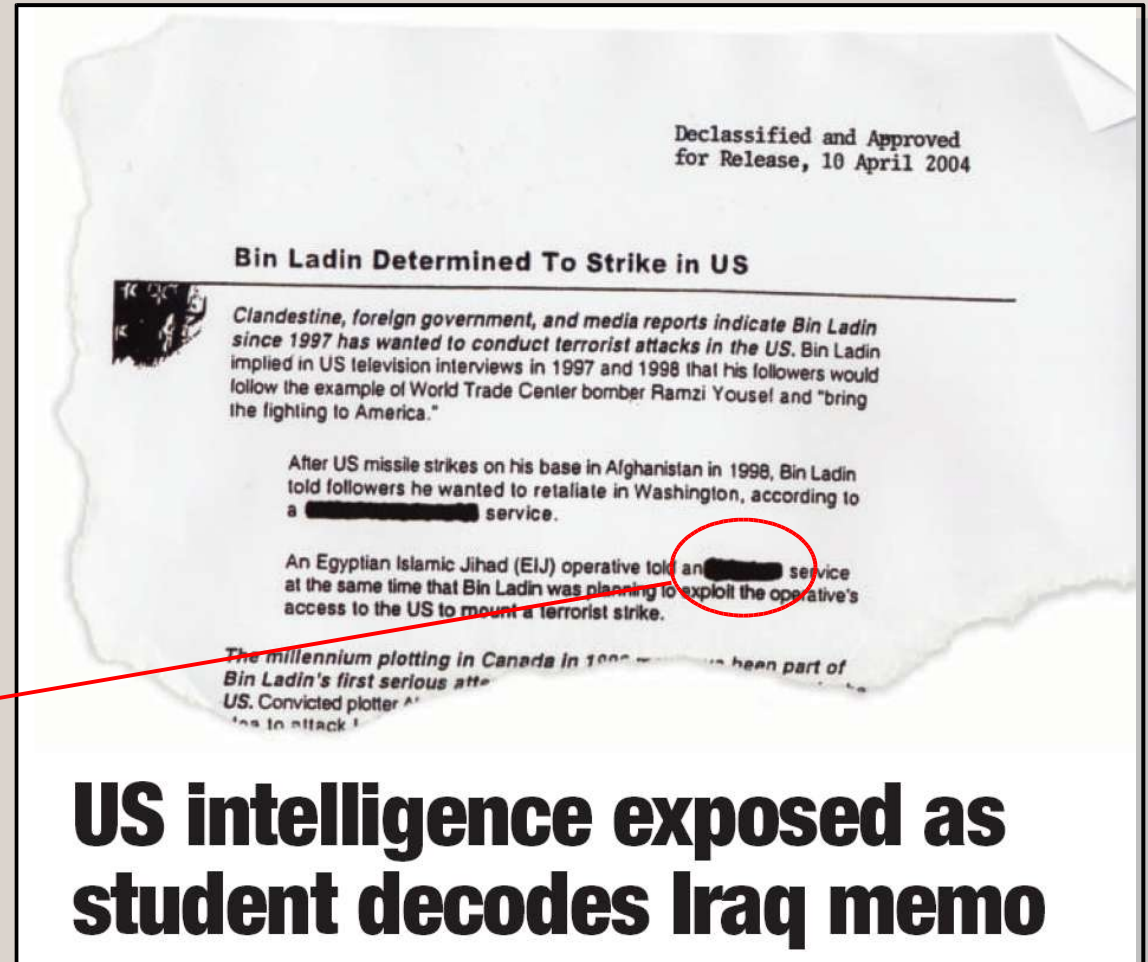 Declassified and Approved
for Release, 10 April 2004
Bin Ladin Determined To Strike in US
Clandestine, foreign government, and media reports indicate Bin Ladin
since 1997 has wanted to conduct terrorist attacks in the US. Bin Ladin
implied in US television interviews in 1997 and 1998 that his followers would
follow the example of World Trade Center bomber Ramzi Yousef and "bring
the fighting to America."
After US missile strikes on his base in Afghanistan in 1998, Bin Ladin
told followers he wanted to retaliate in Washington, according to
a service.
An Egyptian Islamic Jihad (EIJ) operative told an service
at the same time that Bin Ladin was planning to exploit the operative's
access to the US to mount a terrorist strike.
The millennium plotting in Canada in been part of
Bin Ladin's first serious
US. Convicted plotter
to attack
US intelligence exposed as
student decodes Iraq memo